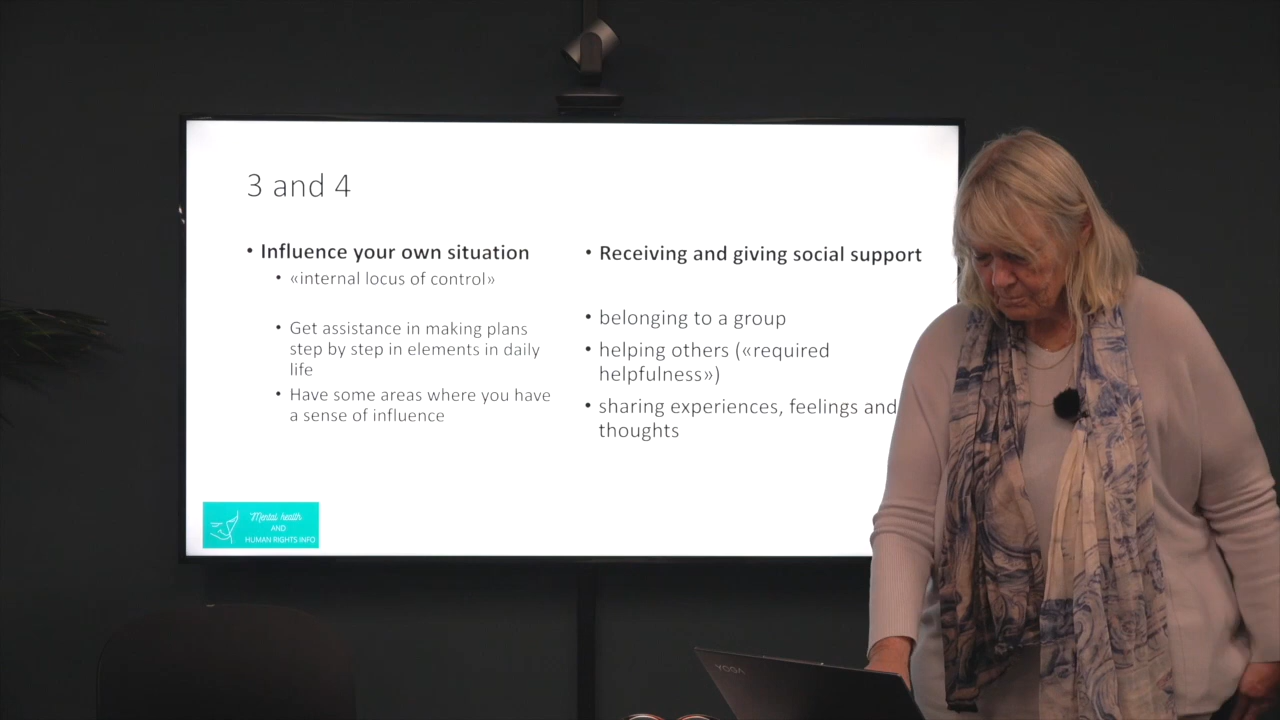 3 and 4
• Influence your own situation
• «internal locus of control»
• Get assistance in making plans
step by step in elements in daily
life
• Have some areas where you have
a sense of influence
• Receiving and giving social support
• belonging to a group
• helping others («required
helpfulness»)
• sharing experiences, feelings and
thoughts
Mental health
AND
HUMAN RIGHTS INFO
YOGA